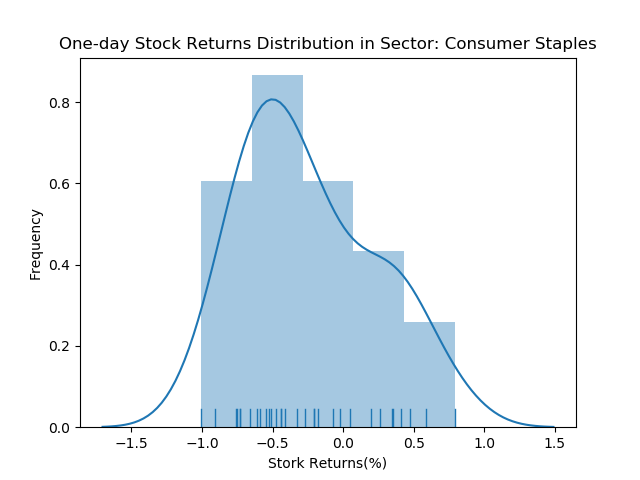 One-day Stock Returns Distribution in Sector: Consumer Staples
0.8
0.6
0.4
0.2
0.0
Frequency
−1.5 −1.0 −0.5 0.0 0.5 1.0 1.5
Stork Returns(%)